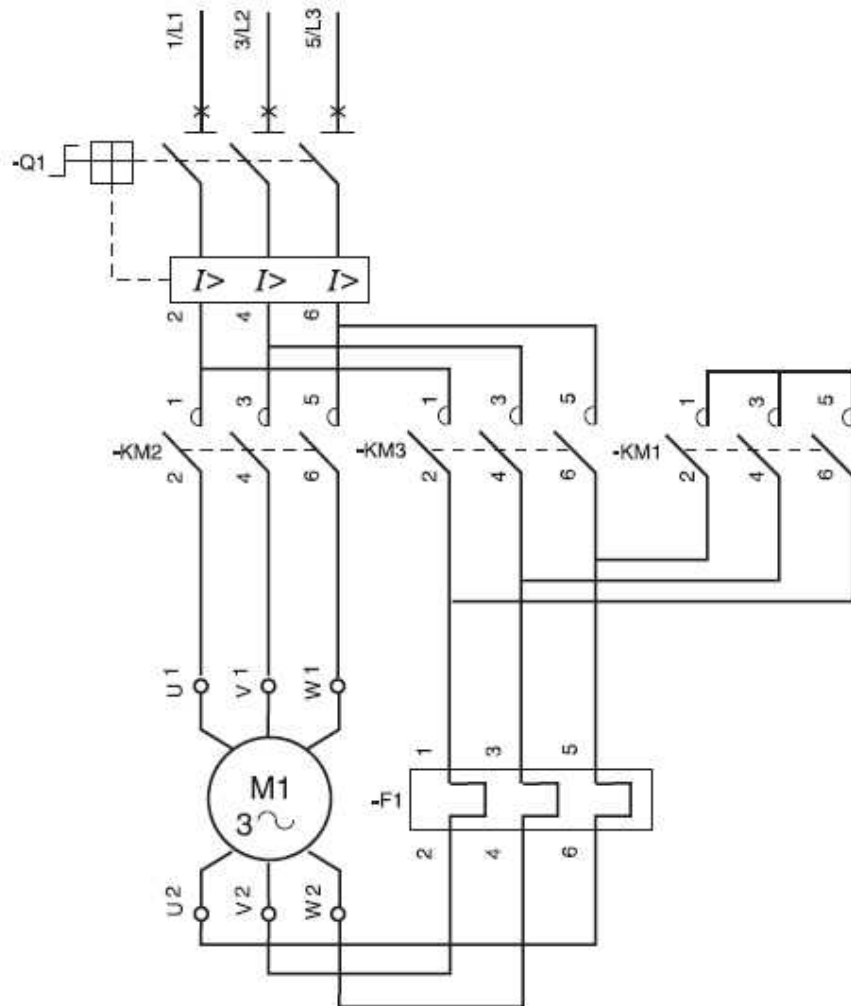 1/L1 3/L2 5/L3
-Q1
I> I> I>
2 4 6
1 3 5 1 3 5 1 3 5
-KM2 -KM3 -KM1
2 4 6 2 4 6 2 4 6
U1 V1 W1
1 3 5
M1
3~
-F1
2 4 6
U2 V2 W2